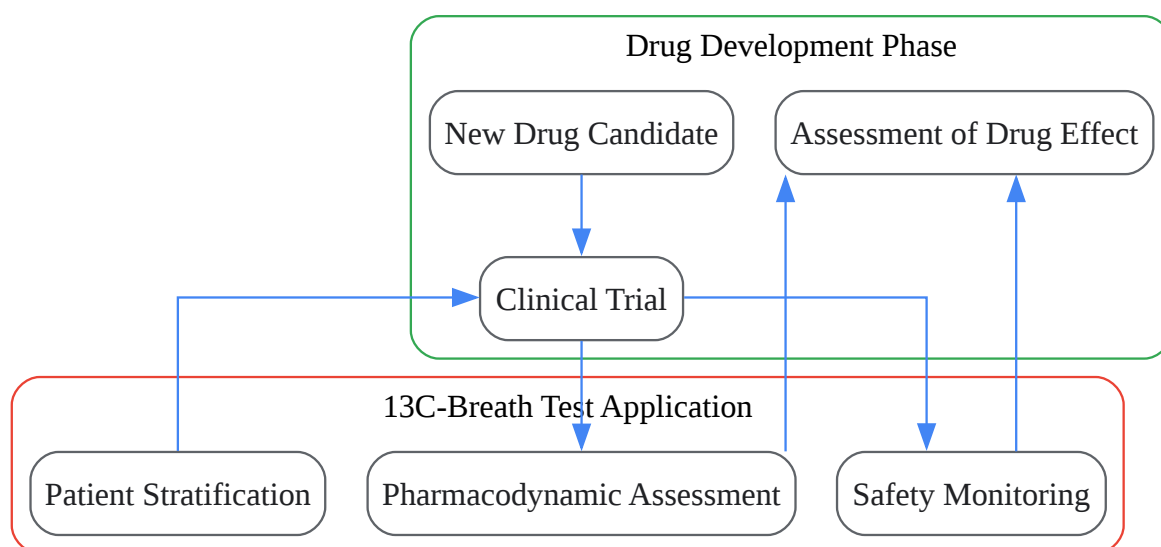 Drug Development Phase
New Drug Candidate
Assessment of Drug Effect
Clinical Trial
13C-Breath Test Application
Patient Stratification
Pharmacodynamic Assessment
Safety Monitoring